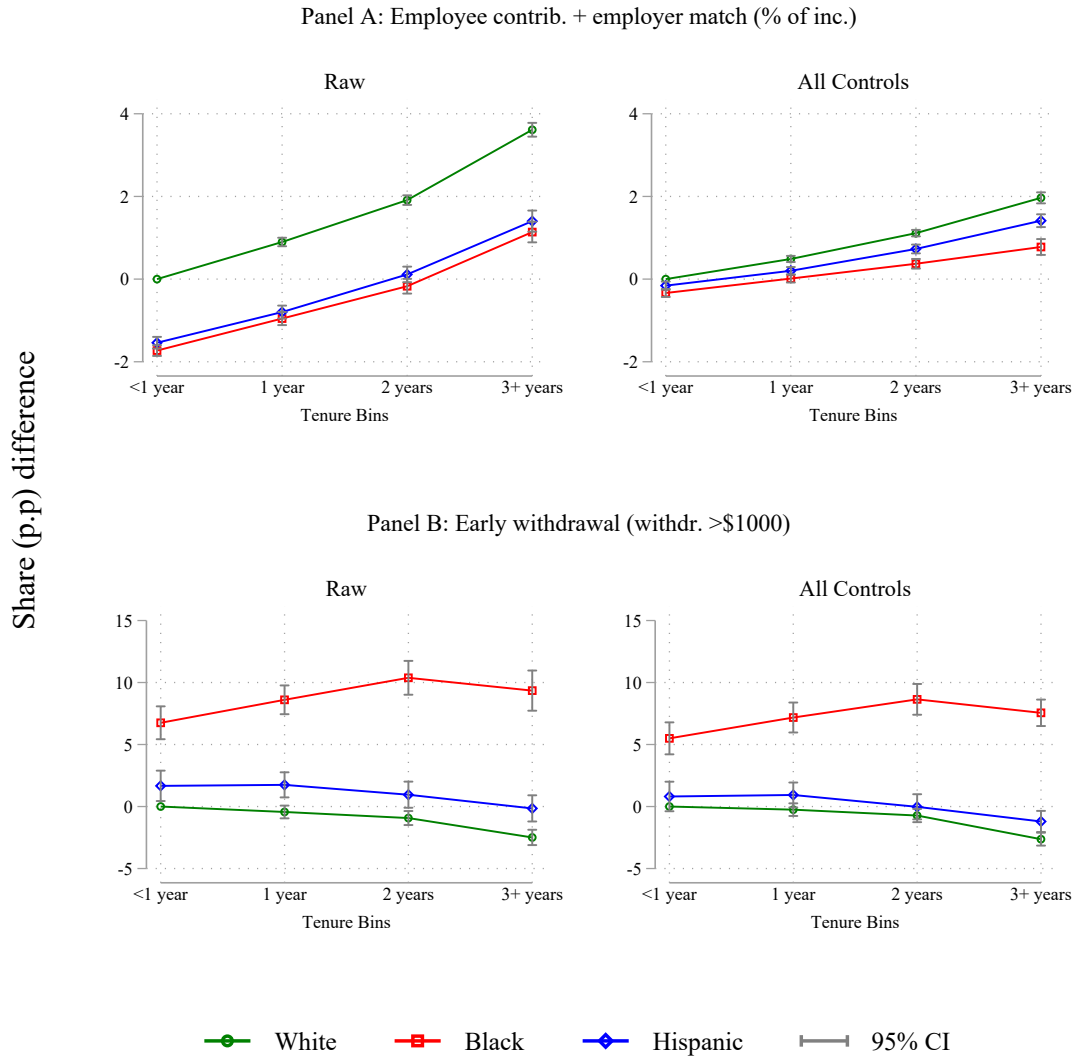 Panel A: Employee contrib. + employer match (% of inc.)
Raw
4
2
0
-2
<1 year 1 year 2 years 3+ years
Tenure Bins
All Controls
4
2
0
-2
<1 year 1 year 2 years 3+ years
Tenure Bins
Share (p.p) difference
Panel B: Early withdrawal (withdr. >$1000)
Raw
15
10
5
0
-5
<1 year 1 year 2 years 3+ years
Tenure Bins
All Controls
15
10
5
0
-5
<1 year 1 year 2 years 3+ years
Tenure Bins
White Black Hispanic 95% CI